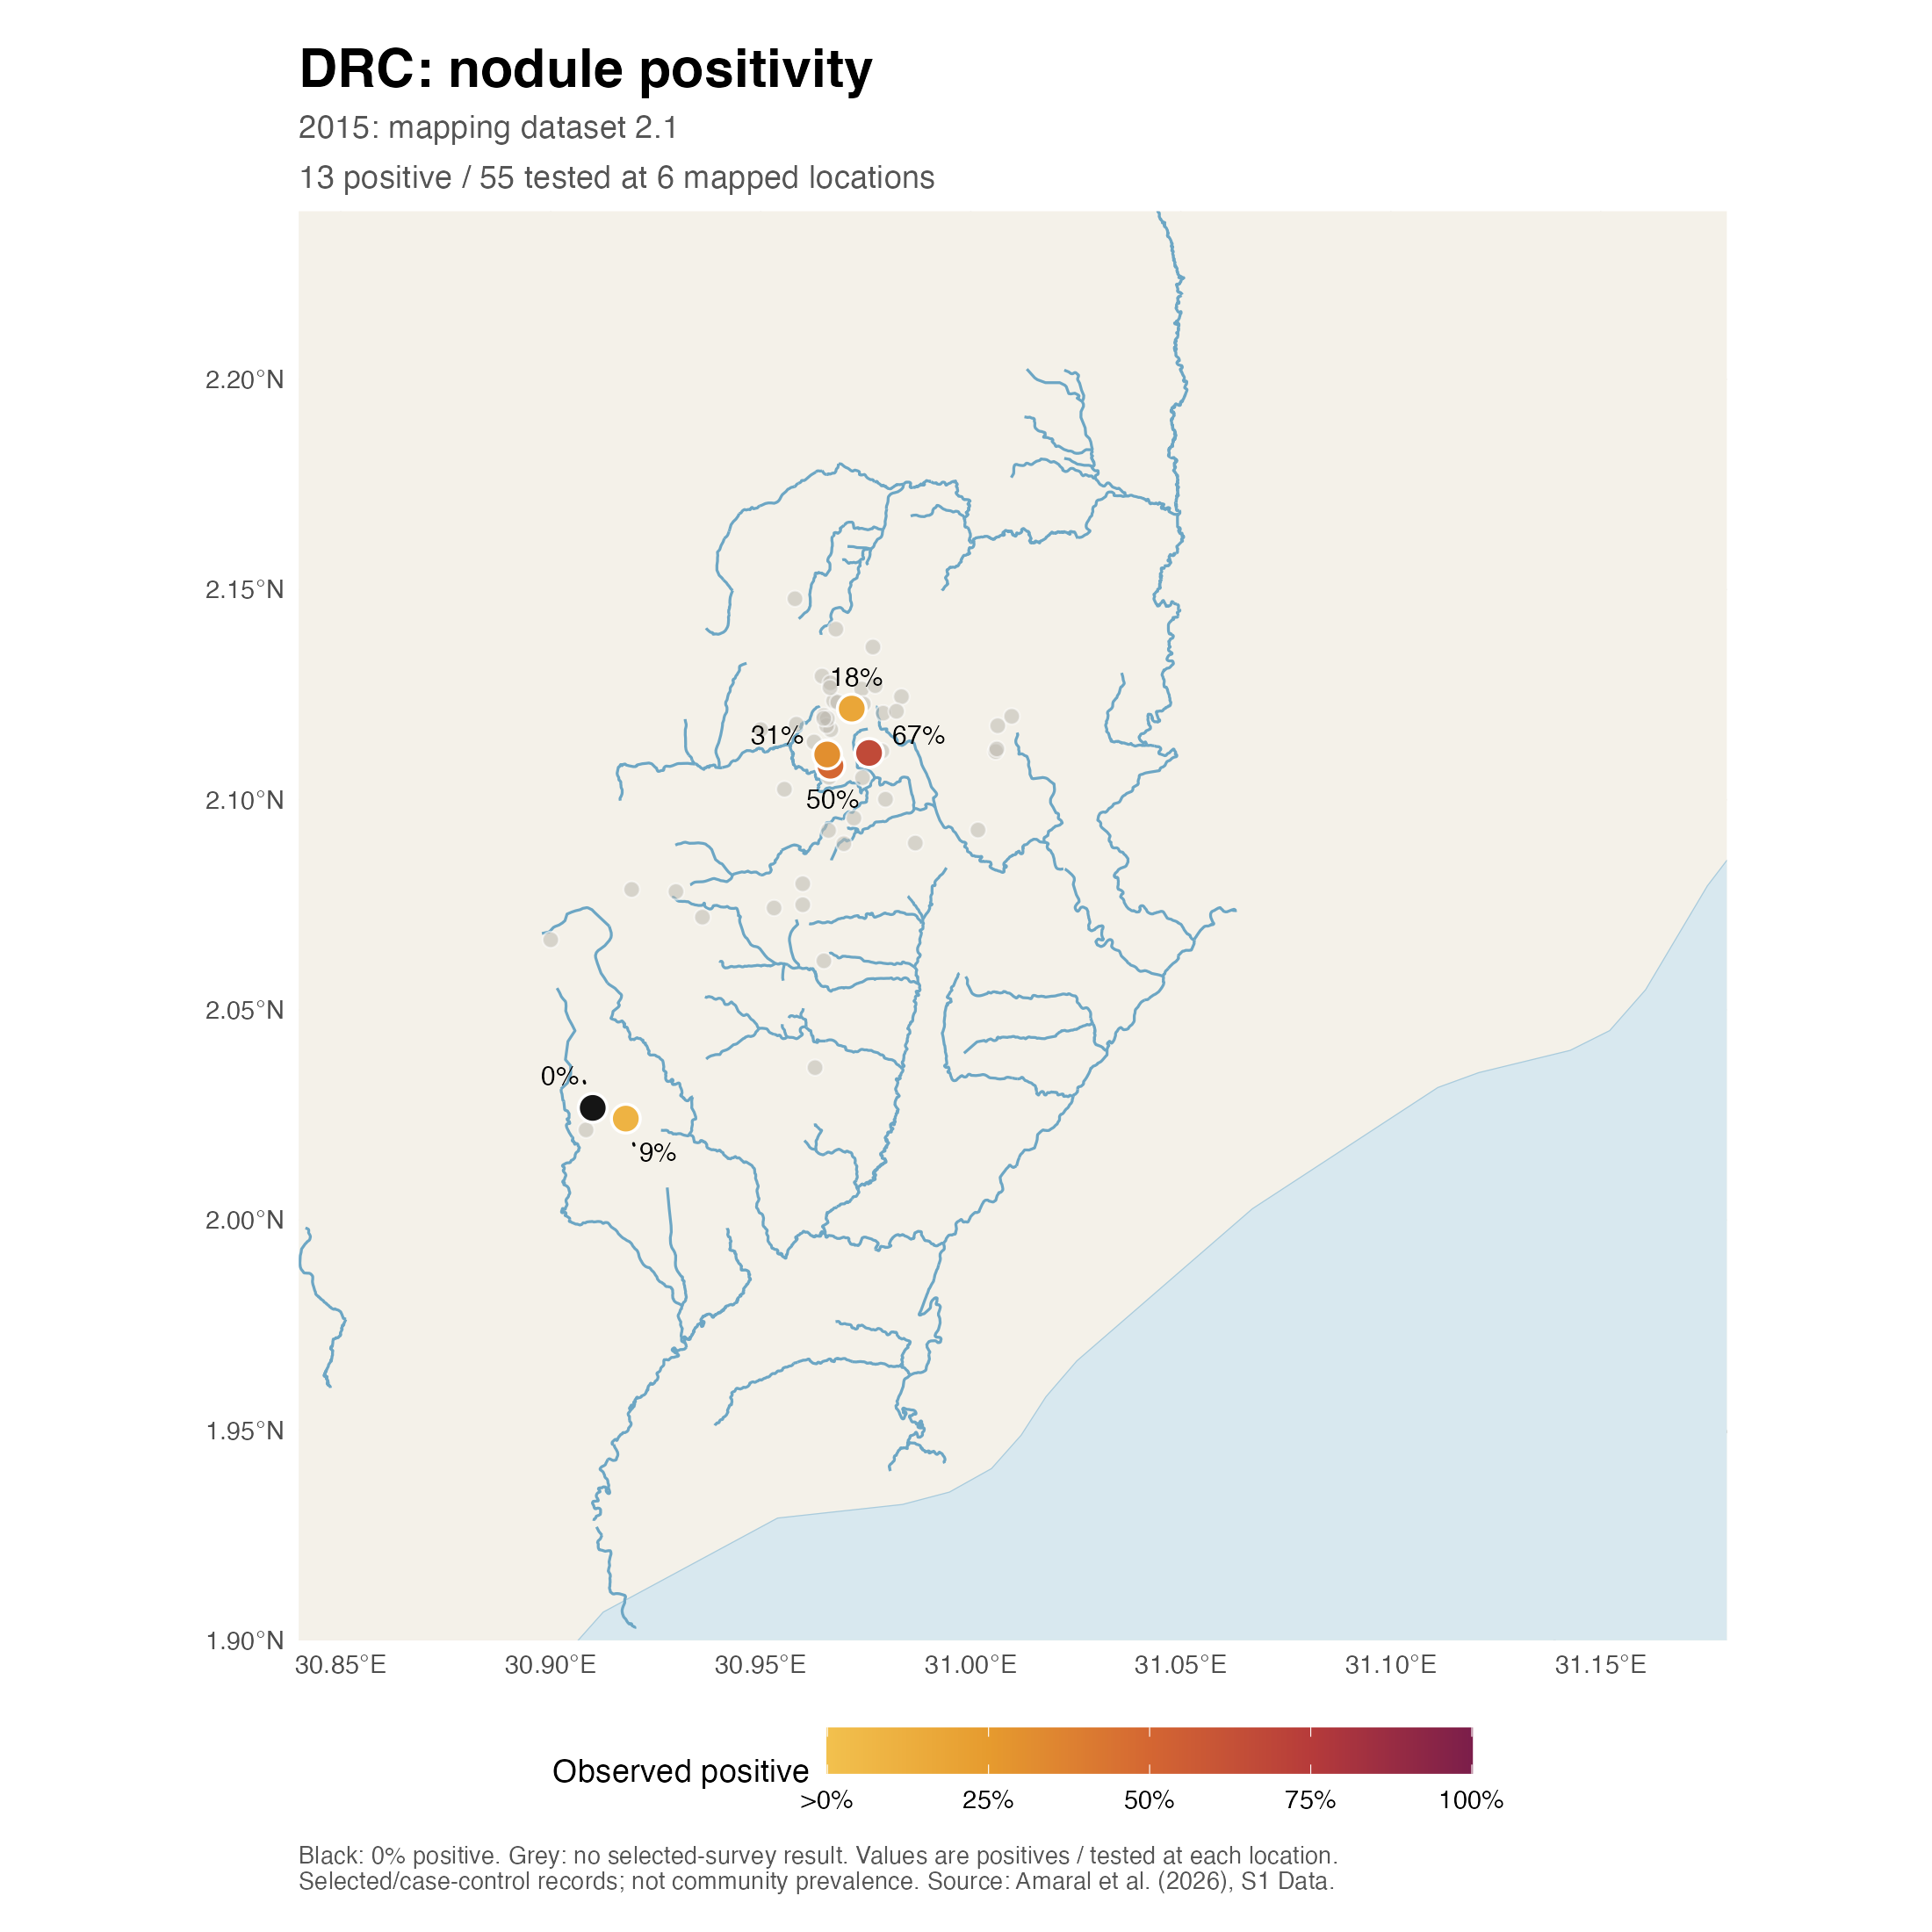 DRC: nodule positivity
2015: mapping dataset 2.1
13 positive / 55 tested at 6 mapped locations
2.20°N
2.15°N
18%
31%
67%
2.10°N
50%
2.05°N
0%
9%
2.00°N
1.95°N
1.90°N
30.85°E 30.90°E 30.95°E 31.00°E 31.05°E 31.10°E 31.15°E
Observed positive
>0% 25% 50% 75% 100%
Black: 0% positive. Grey: no selected-survey result. Values are positives / tested at each location.
Selected/case-control records; not community prevalence. Source: Amaral et al. (2026), S1 Data.